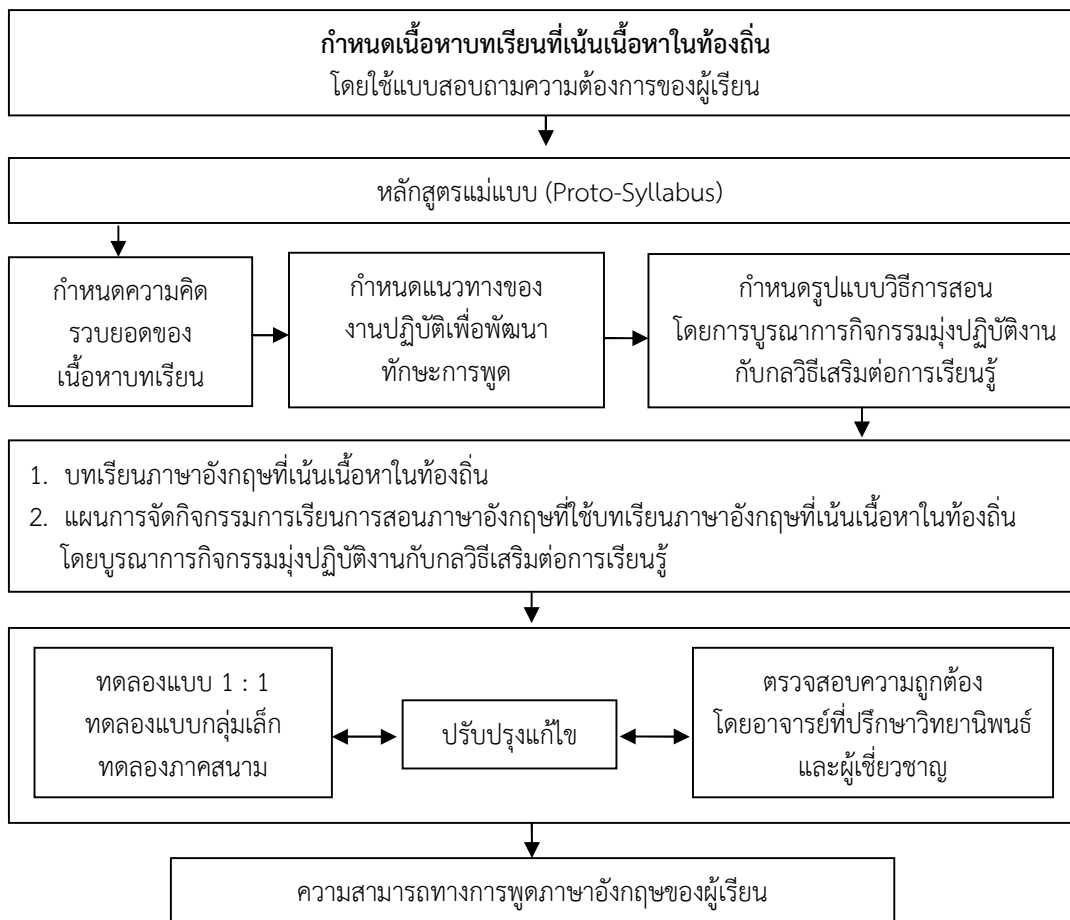 กำหนดเนื้อหาบทเรียนที่เน้นเนื้อหาในท้องถิ่น
โดยใช้แบบสอบถามความต้องการของผู้เรียน
หลักสูตรแม่แบบ (Proto-Syllabus)
กำหนดความคิด
รวบยอดของ
เนื้อหาบทเรียน
กำหนดแนวทางของ
งานปฏิบัติเพื่อพัฒนา
ทักษะการพูด
กำหนดรูปแบบวิธีการสอน
โดยการบูรณาการกิจกรรมมุ่งปฏิบัติงาน
กับกลวิธีเสริมต่อการเรียนรู้
1. บทเรียนภาษาอังกฤษที่เน้นเนื้อหาในท้องถิ่น
2. แผนการจัดกิจกรรมการเรียนการสอนภาษาอังกฤษที่ใช้บทเรียนภาษาอังกฤษที่เน้นเนื้อหาในท้องถิ่น
โดยบูรณาการกิจกรรมมุ่งปฏิบัติงานกับกลวิธีเสริมต่อการเรียนรู้
ทดลองแบบ 1 : 1
ทดลองแบบกลุ่มเล็ก
ทดลองภาคสนาม
ปรับปรุงแก้ไข
ตรวจสอบความถูกต้อง
โดยอาจารย์ที่ปรึกษาวิทยานิพนธ์
และผู้เชี่ยวชาญ
ความสามารถทางการพูดภาษาอังกฤษของผู้เรียน